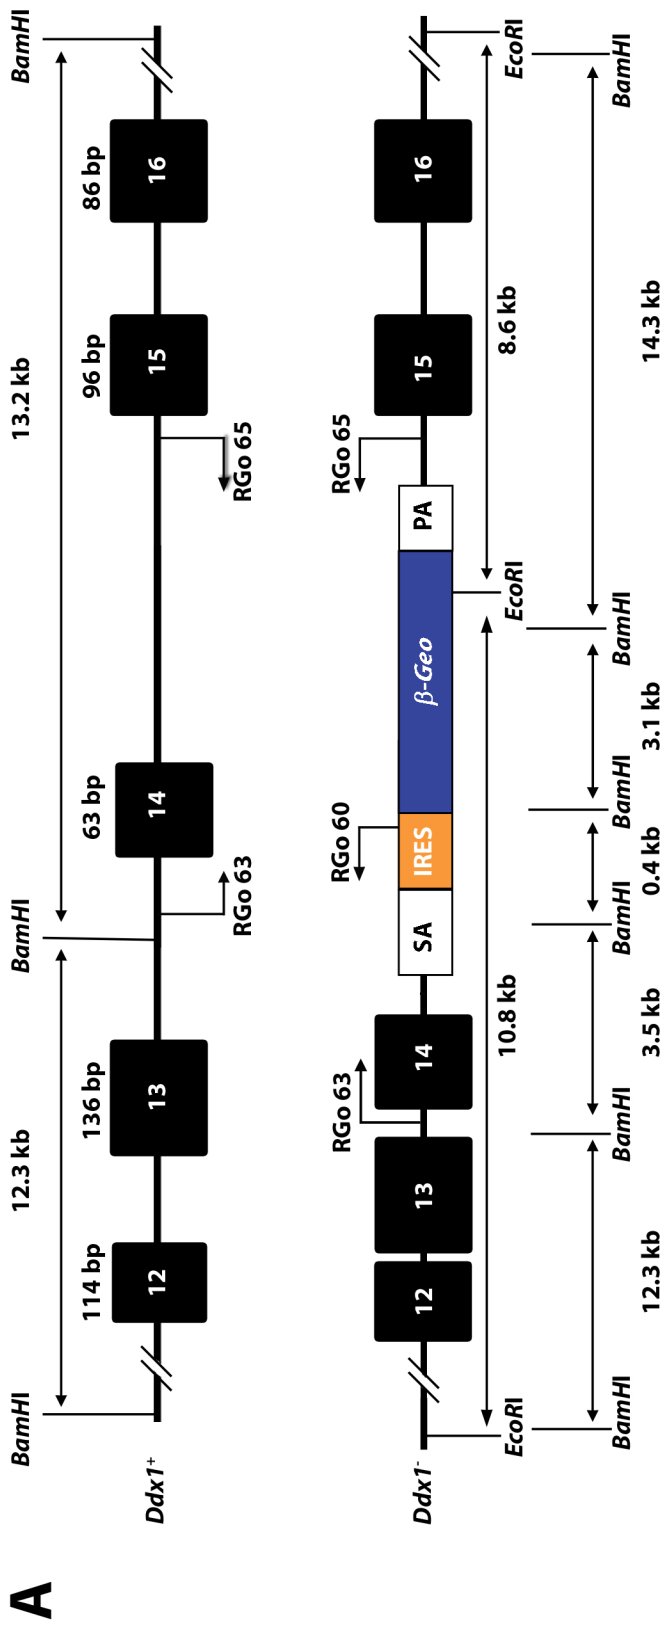 A
BamHI
12.3 kb
BamHI
13.2 kb
BamHI
114 bp
136 bp
63 bp
96 bp
86 bp
Ddx1+
12
13
14
15
16
RGo 63
RGo 65
RGo 63
RGo 60
RGo 65
Ddx1-
12
13
14
SA
IRES
β-Geo
PA
15
16
EcoRI
10.8 kb
EcoRI
8.6 kb
EcoRI
BamHI
BamHI
BamHI
BamHI
BamHI
BamHI
12.3 kb
3.5 kb
0.4 kb
3.1 kb
14.3 kb